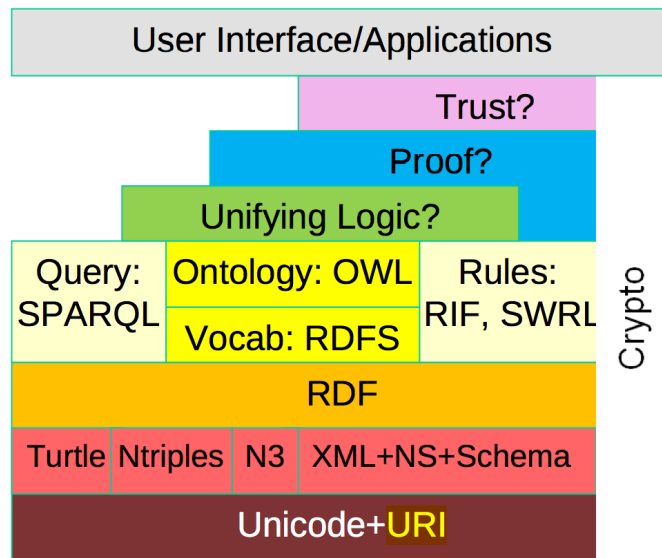 User Interface/Applications
Trust?
Proof?
Unifying Logic?
Query:
SPARQL
Ontology: OWL
Vocab: RDFS
Rules:
RIF, SWRL
Crypto
RDF
Turtle
Ntriples
N3
XML+NS+Schema
Unicode+URI